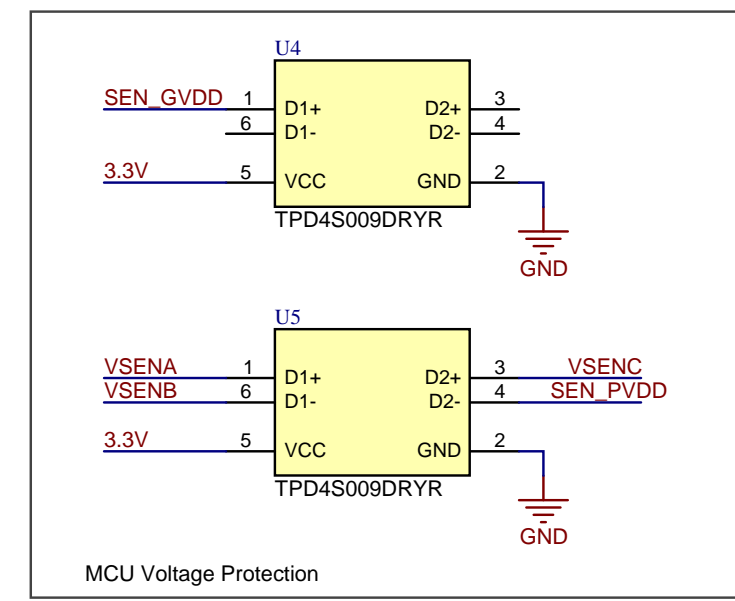 U4
SEN_GVDD 1 D1+ D2+ 3
6 D1- D2- 4
3.3V 5 VCC GND 2
TPD4S009DRYR
GND
U5
VSENA 1 D1+ D2+ 3 VSENC
VSENB 6 D1- D2- 4 SEN_PVDD
3.3V 5 VCC GND 2
TPD4S009DRYR
GND
MCU Voltage Protection